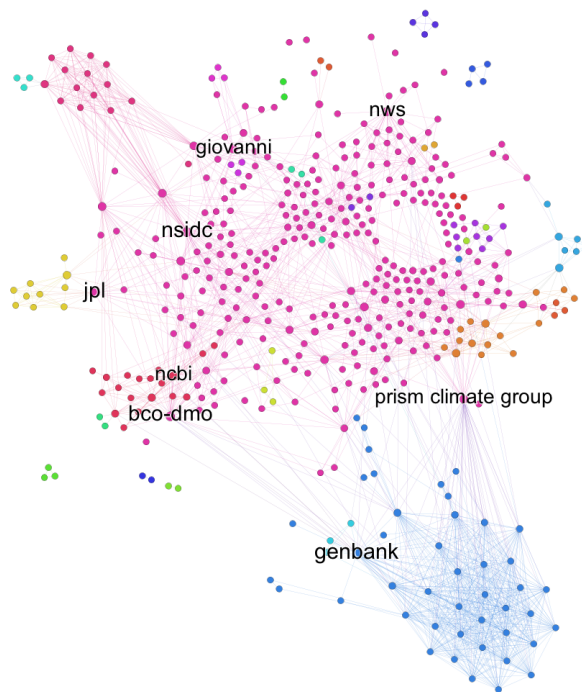 nws
giovanni
nsidc
jpl
ncbi
prism climate group
bco-dmo
genbank